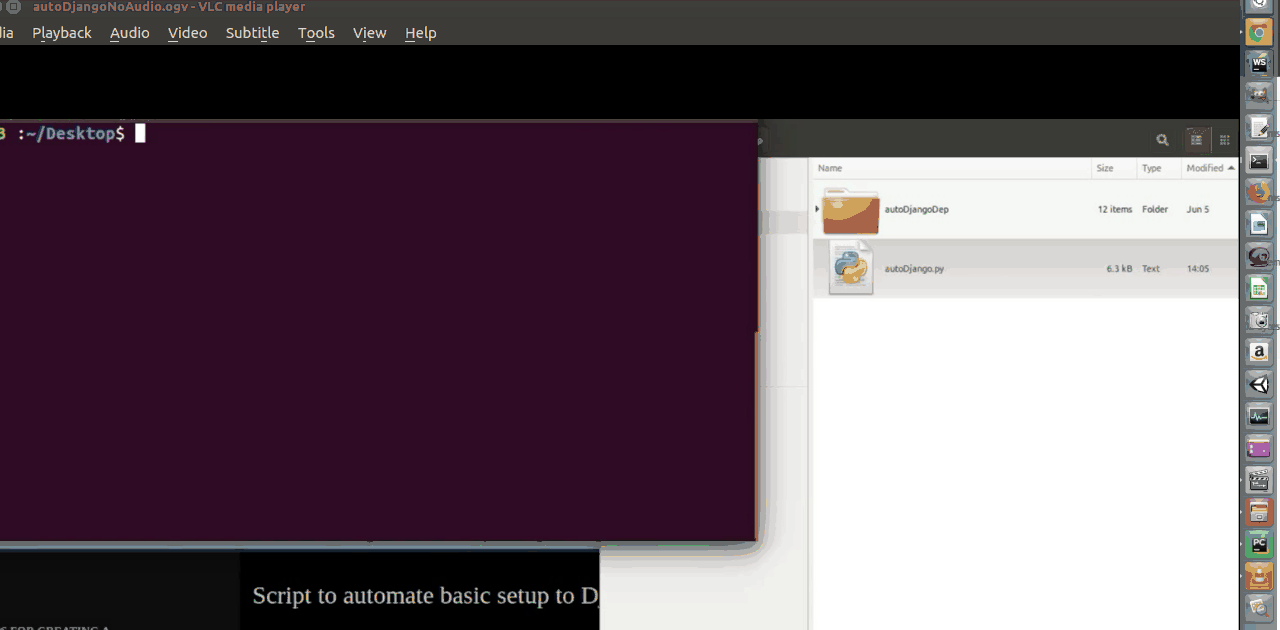 autoDjangoNoAudio.ogv - VLC media player
dia Playback Audio Video Subtitle Tools View Help
3 :~/Desktop$
Name Size Type Modified
autoDjangoDep 12 items Folder Jun 5
autoDjango.py 6.3 kB Text 14:05
WS
a
PC
Script to automate basic setup to D
FOR CREATING A